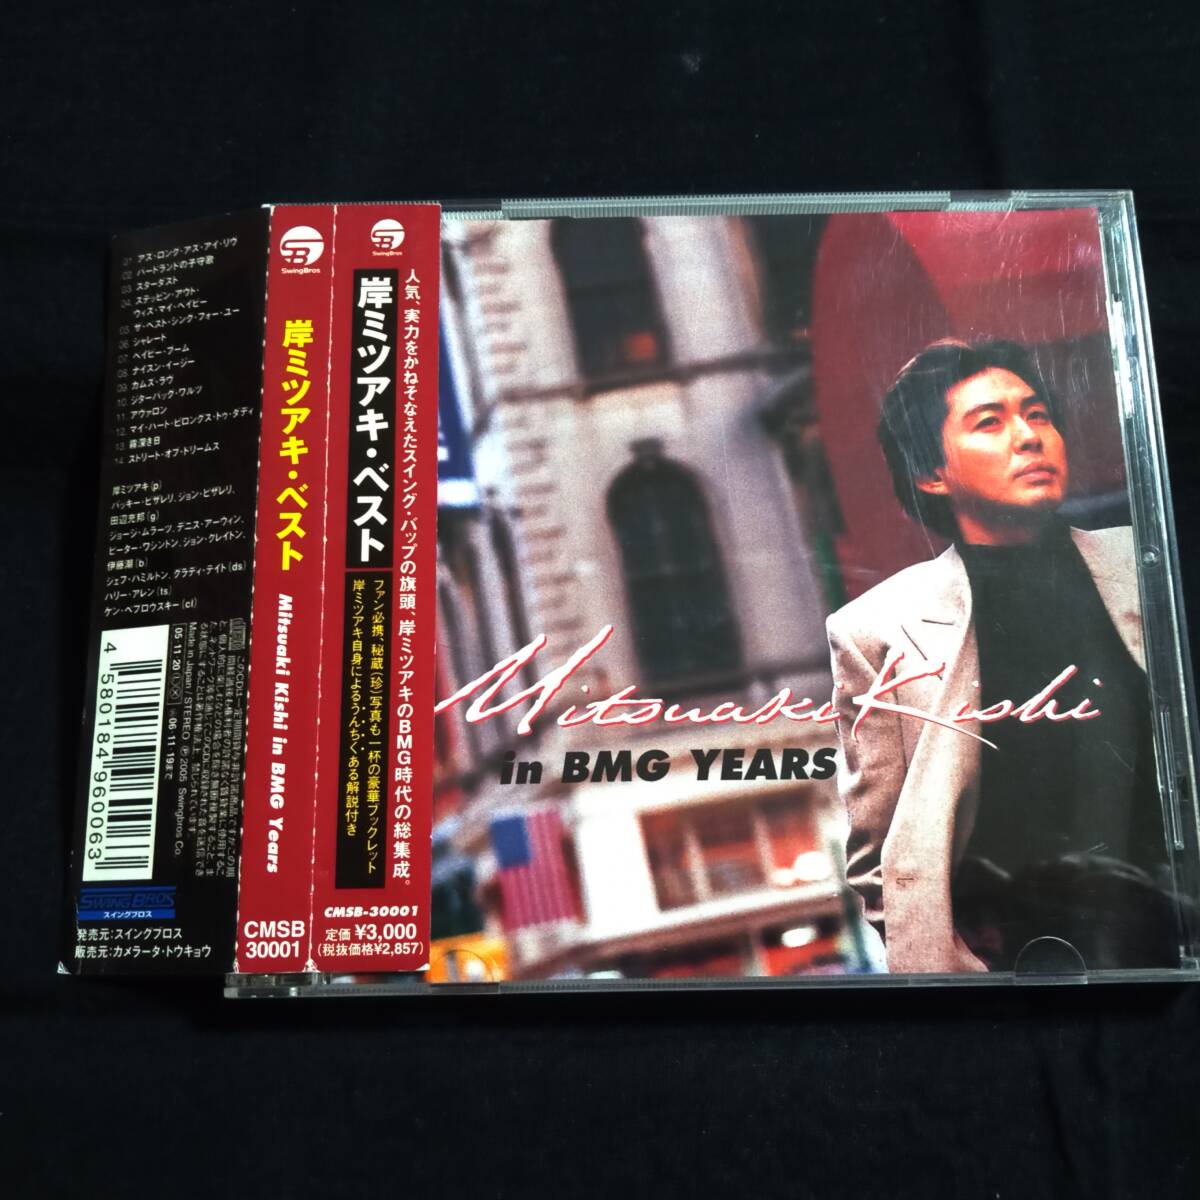 01. アス・ロング・アス・アイ・リヴ
02. バードランドの子守歌
03. スターダスト
04. ステッピン・アウト・
ウィズ・マイ・ベイビー
05. ザ・ベスト・シング・フォー・ユー
06. シャレード
07. ベイビー・ブーム
08. ナイスン・イージー
09. カムズ・ラヴ
10. ジターバック・ワルツ
11. アヴァロン
12. マイ・ハート・ビロングス・トゥ・ダディ
13. 霧深き日
14. ストリート・オブ・ドリームス
岸ミツアキ(p)
バッキー・ピザレリ、ジョン・ピザレリ、
田辺充邦(g)
ジョージ・ムラーツ、デニス・アーウィン、
ピーター・ワシントン、ジョン・クレイトン、
伊藤潮(b)
ジェフ・ハミルトン、グラディ・テイト(ds)
ハリー・アレン(ts)
ケン・ペプロウスキー(cl)
4580184960063
05・11・20
'06・11・19まで
Made in Japan / STEREO ℗ 2005 Swingbros Co.
SWING BROS
スイングブロス
発売元:スイングブロス
販売元:カメラータ・トウキョウ
SB
SwingBros
岸ミツアキ・ベスト
Mitsuaki Kishi in BMG Years
CMSB
30001
SB
SwingBros
人気、実力をかねそなえたスイング・バップの旗頭、岸ミツアキのBMG時代の総集成。
岸ミツアキ・ベスト
ファン必携、秘蔵(珍)写真も一杯の豪華ブックレット
岸ミツアキ自身によるうんちくある解説付き
CMSB-30001
定価 ¥3,000
(税抜価格¥2,857)
Mitsuaki Kishi
in BMG YEARS